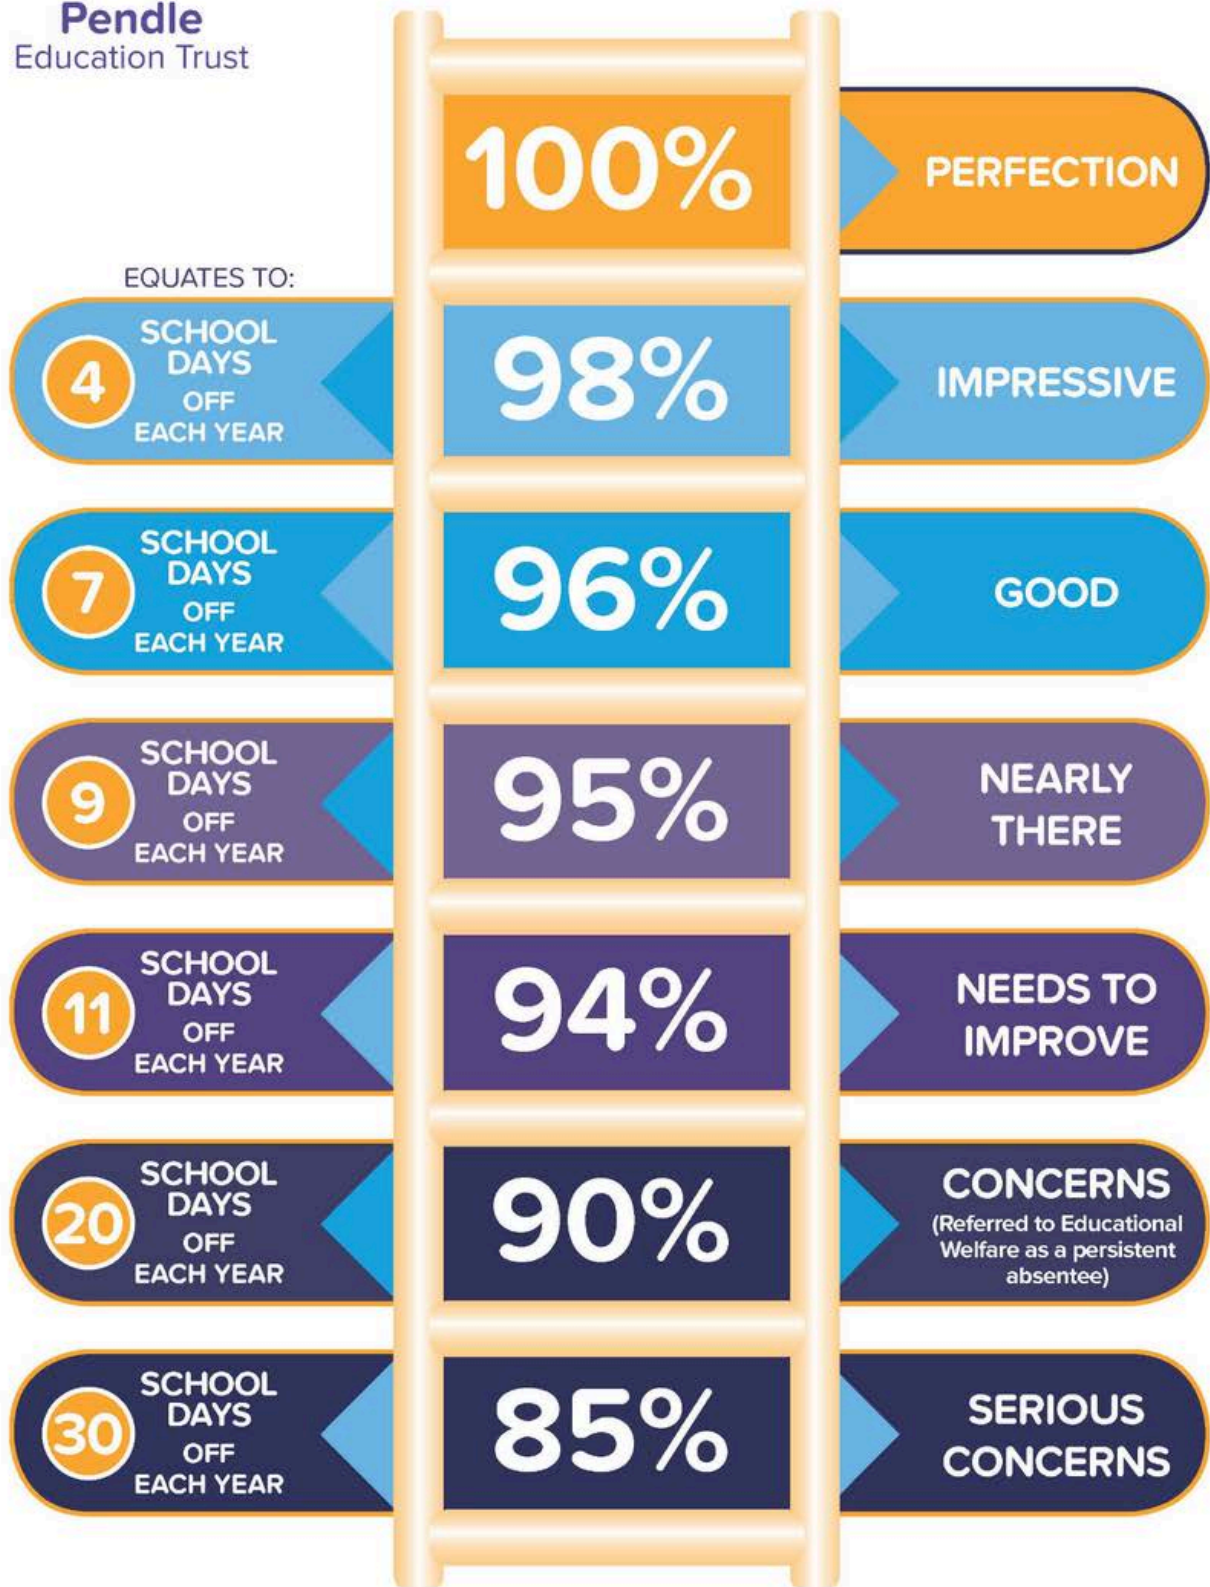 Pendle
Education Trust
100%
PERFECTION
EQUATES TO:
4
SCHOOL
DAYS
OFF
EACH YEAR
98%
IMPRESSIVE
7
SCHOOL
DAYS
OFF
EACH YEAR
96%
GOOD
9
SCHOOL
DAYS
OFF
EACH YEAR
95%
NEARLY
THERE
11
SCHOOL
DAYS
OFF
EACH YEAR
94%
NEEDS TO
IMPROVE
20
SCHOOL
DAYS
OFF
EACH YEAR
90%
CONCERNS
(Referred to Educational
Welfare as a persistent
absentee)
30
SCHOOL
DAYS
OFF
EACH YEAR
85%
SERIOUS
CONCERNS